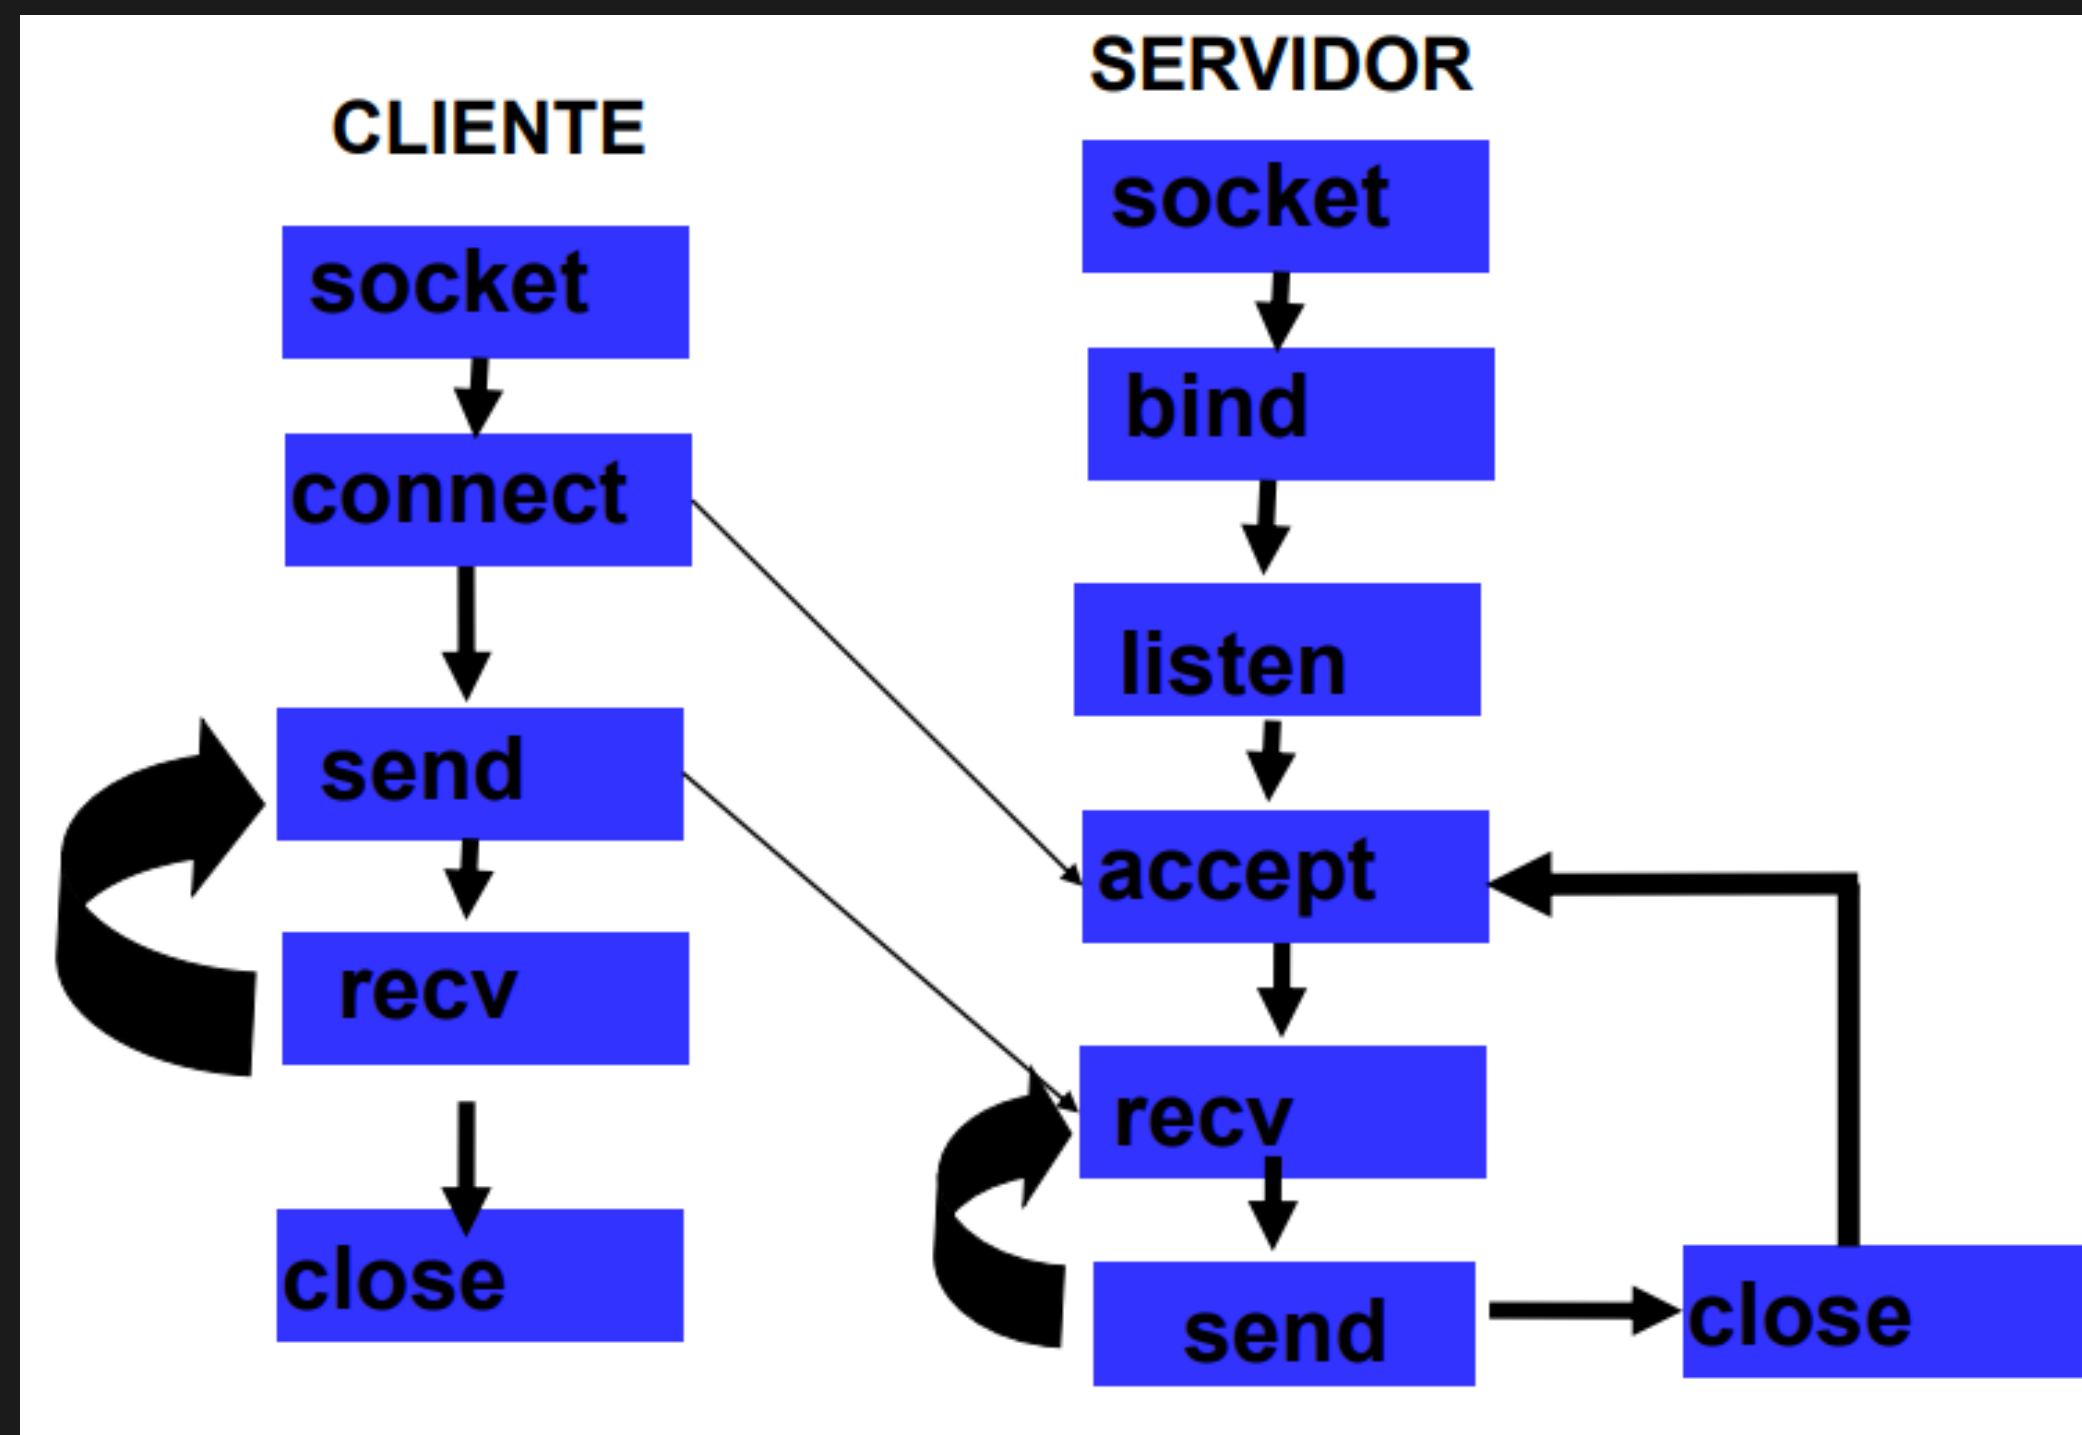 CLIENTE
socket
connect
send
recv
close
SERVIDOR
socket
bind
listen
accept
recv
send
close